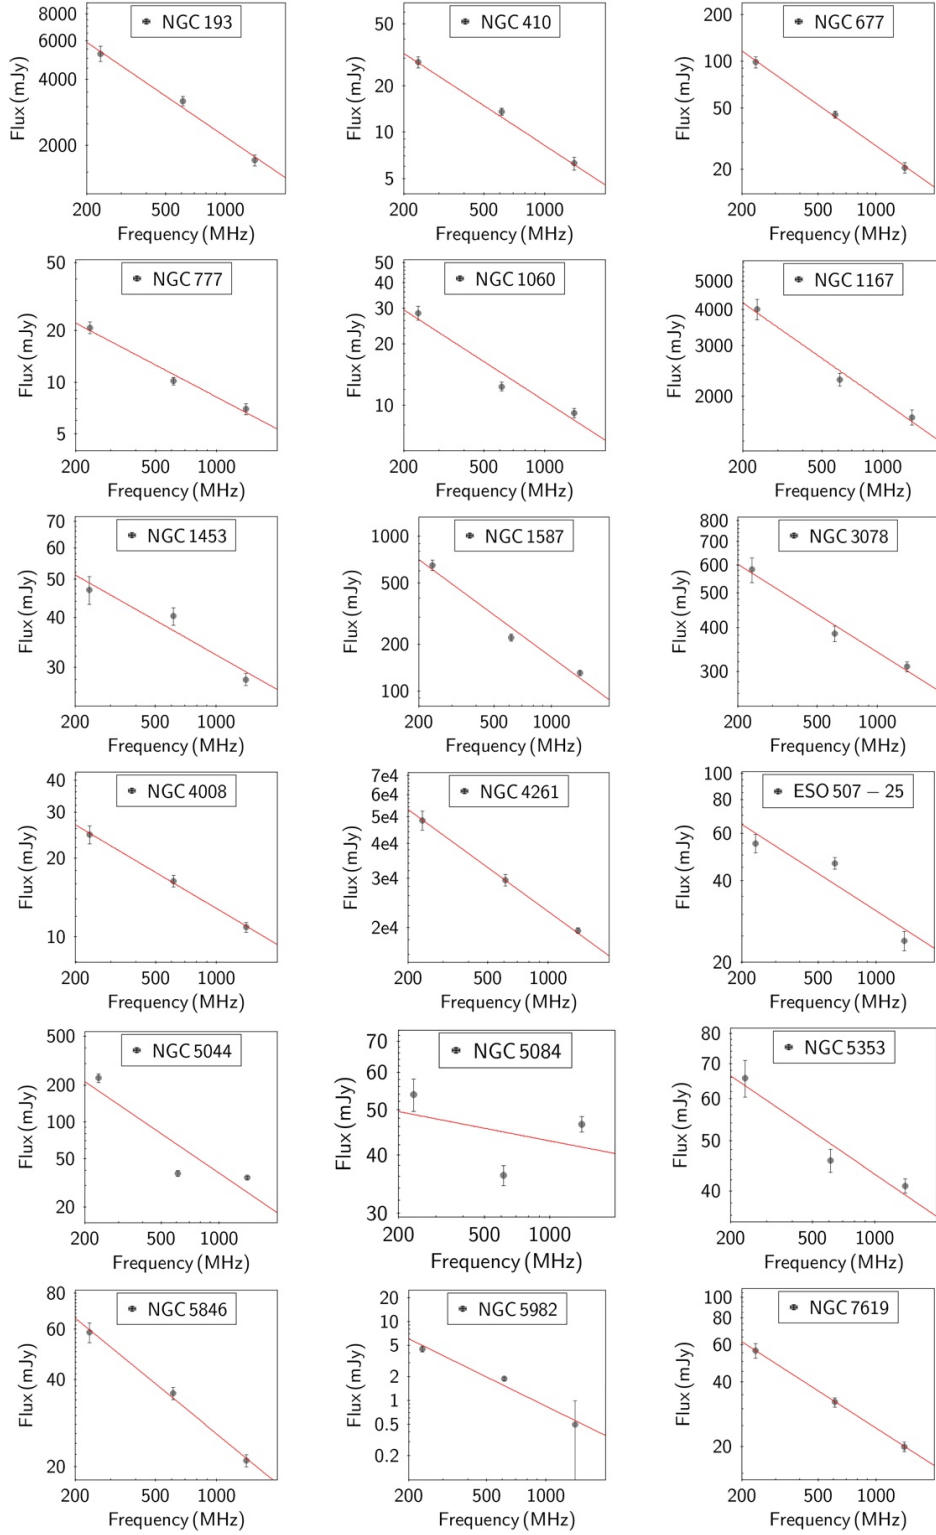 NGC 193
8000
6000
4000
2000
Flux (mJy)
200 500 1000
Frequency (MHz)
NGC 410
50
20
10
5
Flux (mJy)
200 500 1000
Frequency (MHz)
NGC 677
200
100
50
20
Flux (mJy)
200 500 1000
Frequency (MHz)
NGC 777
50
20
10
5
Flux (mJy)
200 500 1000
Frequency (MHz)
NGC 1060
50
40
30
20
10
Flux (mJy)
200 500 1000
Frequency (MHz)
NGC 1167
5000
4000
3000
2000
Flux (mJy)
200 500 1000
Frequency (MHz)
NGC 1453
70
60
50
40
30
Flux (mJy)
200 500 1000
Frequency (MHz)
NGC 1587
1000
500
200
100
Flux (mJy)
200 500 1000
Frequency (MHz)
NGC 3078
800
700
600
500
400
300
Flux (mJy)
200 500 1000
Frequency (MHz)
NGC 4008
40
30
20
10
Flux (mJy)
200 500 1000
Frequency (MHz)
NGC 4261
7e4
6e4
5e4
4e4
3e4
2e4
Flux (mJy)
200 500 1000
Frequency (MHz)
ESO 507 − 25
100
80
60
40
20
Flux (mJy)
200 500 1000
Frequency (MHz)
NGC 5044
500
200
100
50
20
Flux (mJy)
200 500 1000
Frequency (MHz)
NGC 5084
70
60
50
40
30
Flux (mJy)
200 500 1000
Frequency (MHz)
NGC 5353
80
70
60
50
40
Flux (mJy)
200 500 1000
Frequency (MHz)
NGC 5846
80
60
40
20
Flux (mJy)
200 500 1000
Frequency (MHz)
NGC 5982
20
10
5
2
1
0.5
0.2
Flux (mJy)
200 500 1000
Frequency (MHz)
NGC 7619
100
80
60
40
20
Flux (mJy)
200 500 1000
Frequency (MHz)